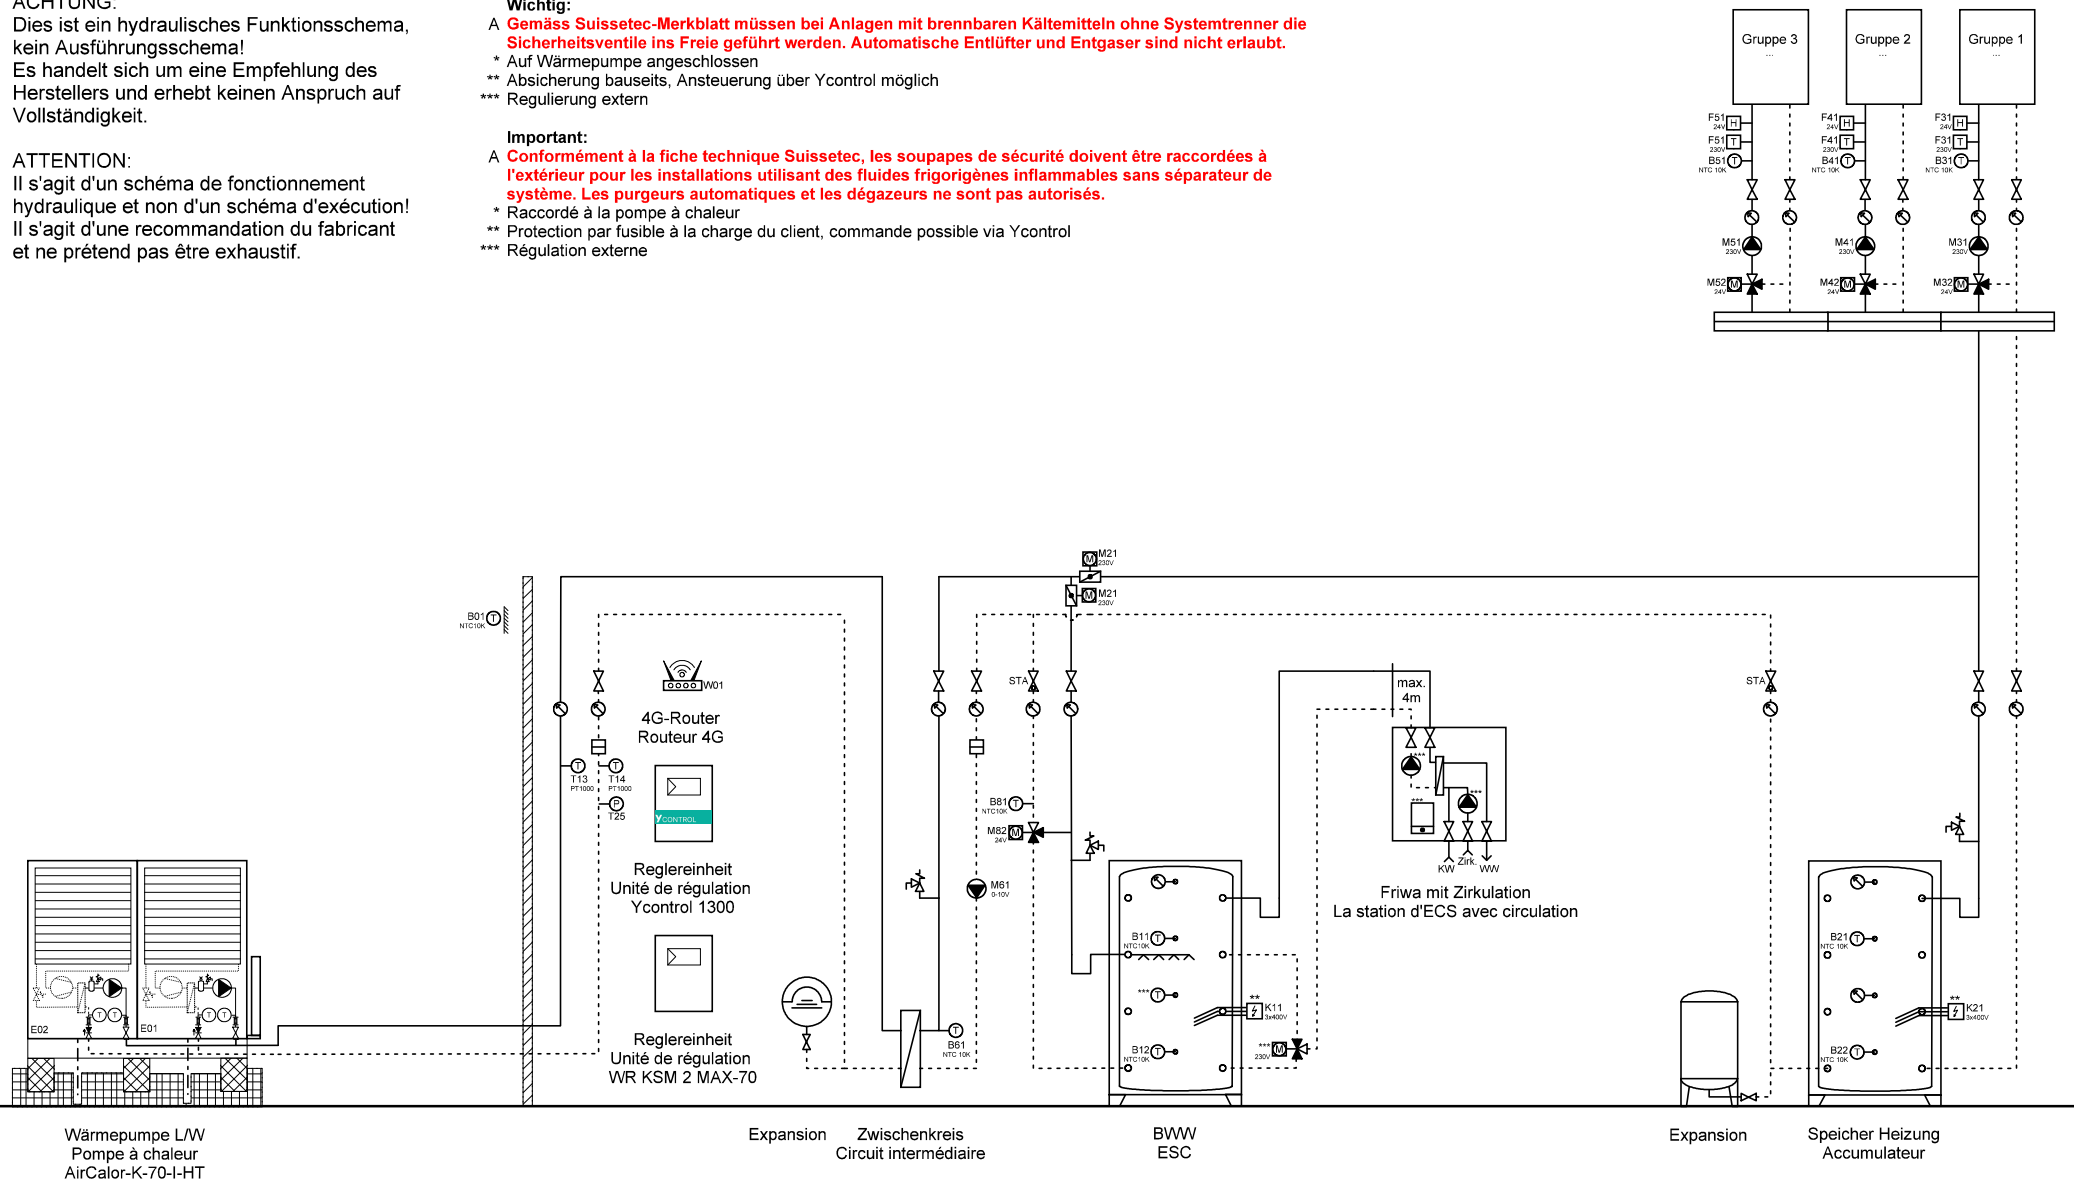 ACHTUNG:
Dies ist ein hydraulisches Funktionsschema,
kein Ausführungsschema!
Es handelt sich um eine Empfehlung des
Herstellers und erhebt keinen Anspruch auf
Vollständigkeit.
ATTENTION:
Il s'agit d'un schéma de fonctionnement
hydraulique et non d'un schéma d'exécution!
Il s'agit d'une recommandation du fabricant
et ne prétend pas être exhaustif.
Wichtig:
A Gemäss Suissetec-Merkblatt müssen bei Anlagen mit brennbaren Kältemitteln ohne Systemtrenner die
Sicherheitsventile ins Freie geführt werden. Automatische Entlüfter und Entgaser sind nicht erlaubt.
* Auf Wärmepumpe angeschlossen
** Absicherung bauseits, Ansteuerung über Ycontrol möglich
*** Regulierung extern
Important:
A Conformément à la fiche technique Suissetec, les soupapes de sécurité doivent être raccordées à
l'extérieur pour les installations utilisant des fluides frigorigènes inflammables sans séparateur de
système. Les purgeurs automatiques et les dégazeurs ne sont pas autorisés.
* Raccordé à la pompe à chaleur
** Protection par fusible à la charge du client, commande possible via Ycontrol
*** Régulation externe
Gruppe 3
...
Gruppe 2
...
Gruppe 1
...
F51 H
24V
F51 T
230V
B51 T
NTC 10K
M51
230V
M52 M
24V
F41 H
24V
F41 T
230V
B41 T
NTC 10K
M41
230V
M42 M
24V
F31 H
24V
F31 T
230V
B31 T
NTC 10K
M31
230V
M32 M
24V
M M21
230V
M M21
230V
B01 T
NTC10K
W01
4G-Router
Routeur 4G
T
T13
PT1000
T
T14
PT1000
P
T25
YCONTROL
Reglereinheit
Unité de régulation
Ycontrol 1300
Reglereinheit
Unité de régulation
WR KSM 2 MAX-70
STA
B81 T
NTC10K
M82 M
24V
M61
0-10V
T
B61
NTC 10K
B11 T
NTC10K
*** T
B12 T
NTC10K
**
K11
3x400V
*** M
230V
max.
4m
***
***
***
KW
Zirk.
WW
Friwa mit Zirkulation
La station d'ECS avec circulation
STA
B21 T
NTC 10K
B22 T
NTC 10K
**
K21
3x400V
T T
E02
T T
E01
Wärmepumpe L/W
Pompe à chaleur
AirCalor-K-70-I-HT
Expansion
Zwischenkreis
Circuit intermédiaire
BWW
ESC
Expansion
Speicher Heizung
Accumulateur